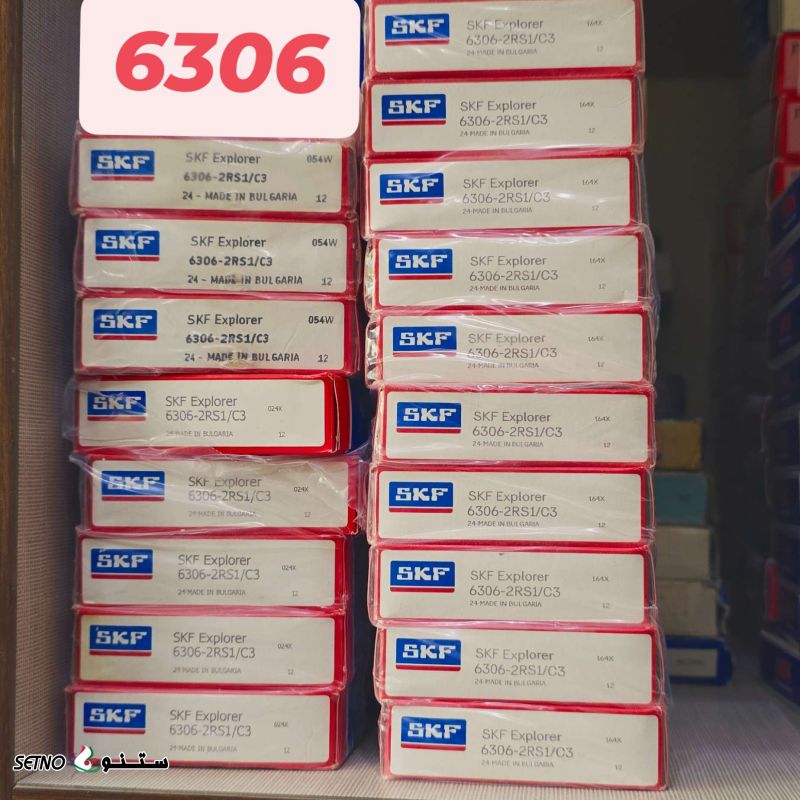 6306
SKF SKF Explorer 054W
6306-2RS1/C3
24 - MADE IN BULGARIA 12
SKF SKF Explorer 054W
6306-2RS1/C3
24 - MADE IN BULGARIA 12
SKF SKF Explorer 054W
6306-2RS1/C3
24 - MADE IN BULGARIA 12
SKF SKF Explorer 024X
6306-2RS1/C3
24-MADE IN BULGARIA 12
SKF SKF Explorer 024X
6306-2RS1/C3
24-MADE IN BULGARIA 12
SKF SKF Explorer 024X
6306-2RS1/C3
24-MADE IN BULGARIA 12
SKF SKF Explorer 024X
6306-2RS1/C3
24-MADE IN BULGARIA 12
SKF SKF Explorer 024X
6306-2RS1/C3
24-MADE IN BULGARIA 12
SKF SKF Explorer 164X
6306-2RS1/C3
24-MADE IN BULGARIA 12
SKF SKF Explorer 164X
6306-2RS1/C3
24-MADE IN BULGARIA 12
SKF SKF Explorer 164X
6306-2RS1/C3
24-MADE IN BULGARIA 12
SKF SKF Explorer 164X
6306-2RS1/C3
24-MADE IN BULGARIA 12
SKF SKF Explorer 164X
6306-2RS1/C3
24-MADE IN BULGARIA 12
SKF SKF Explorer 164X
6306-2RS1/C3
24-MADE IN BULGARIA 12
SKF SKF Explorer 164X
6306-2RS1/C3
24-MADE IN BULGARIA 12
SKF SKF Explorer 164X
6306-2RS1/C3
24-MADE IN BULGARIA 12
SKF SKF Explorer 164X
6306-2RS1/C3
24-MADE IN BULGARIA 12
SKF SKF Explorer 164X
6306-2RS1/C3
24-MADE IN BULGARIA 12
SETNO ستنو